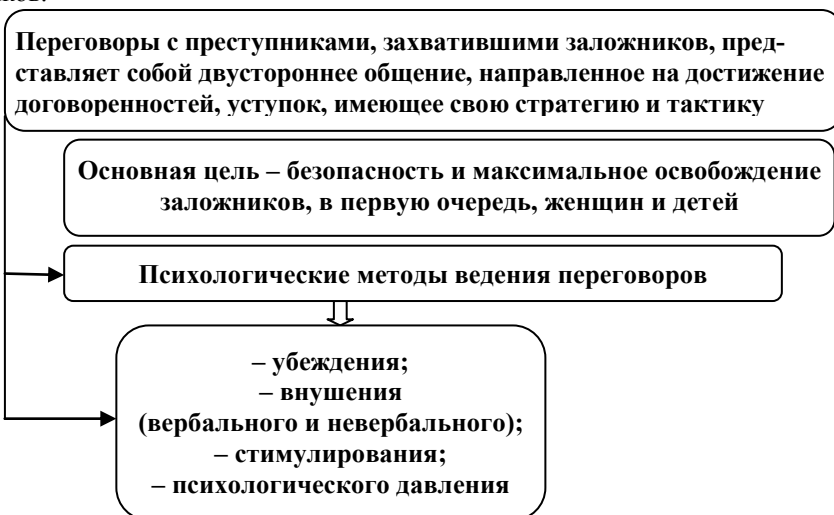 Переговоры с преступниками, захватившими заложников, пред-
ставляет собой двустороннее общение, направленное на достижение
договоренностей, уступок, имеющее свою стратегию и тактику
Основная цель – безопасность и максимальное освобождение
заложников, в первую очередь, женщин и детей
Психологические методы ведения переговоров
– убеждения;
– внушения
(вербального и невербального);
– стимулирования;
– психологического давления